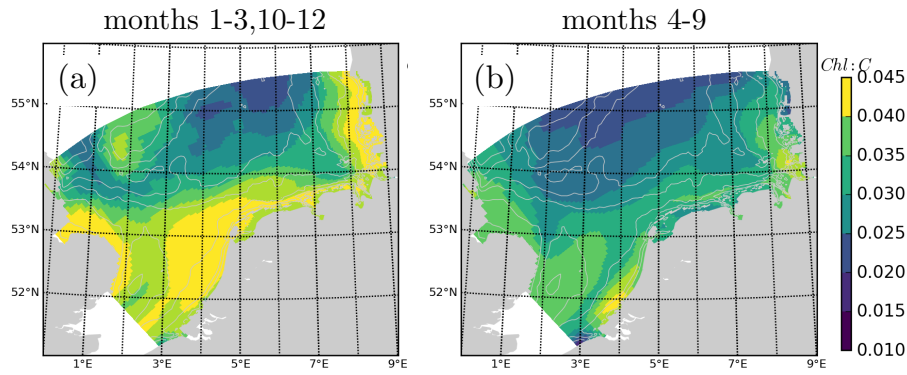 months 1-3,10-12
months 4-9
(a)
(b)
Chl : C
55°N
54°N
53°N
52°N
1°E 3°E 5°E 7°E 9°E
55°N
54°N
53°N
52°N
1°E 3°E 5°E 7°E 9°E
0.045
0.040
0.035
0.030
0.025
0.020
0.015
0.010